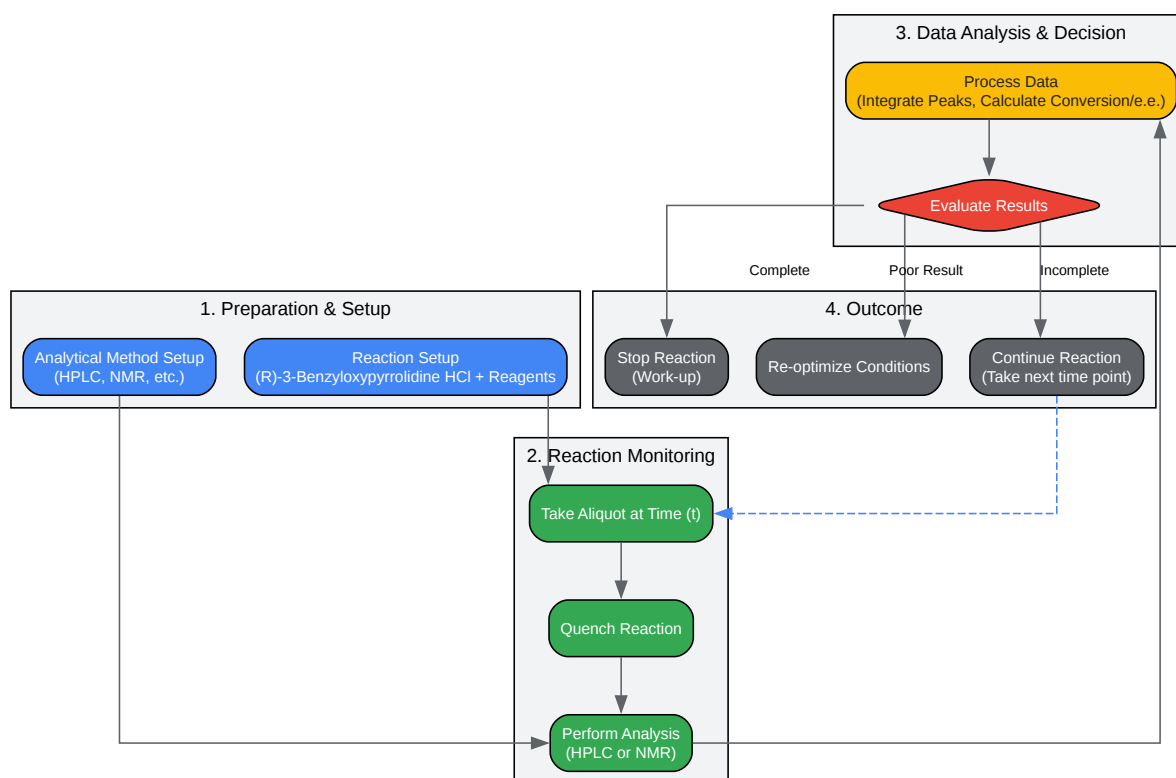 3. Data Analysis & Decision
Process Data
(Integrate Peaks, Calculate Conversion/e.e.)
Evaluate Results
Complete
Poor Result
Incomplete
1. Preparation & Setup
Analytical Method Setup
(HPLC, NMR, etc.)
Reaction Setup
(R)-3-Benzyloxypyrrolidine HCl + Reagents
4. Outcome
Stop Reaction
(Work-up)
Re-optimize Conditions
Continue Reaction
(Take next time point)
2. Reaction Monitoring
Take Aliquot at Time (t)
Quench Reaction
Perform Analysis
(HPLC or NMR)